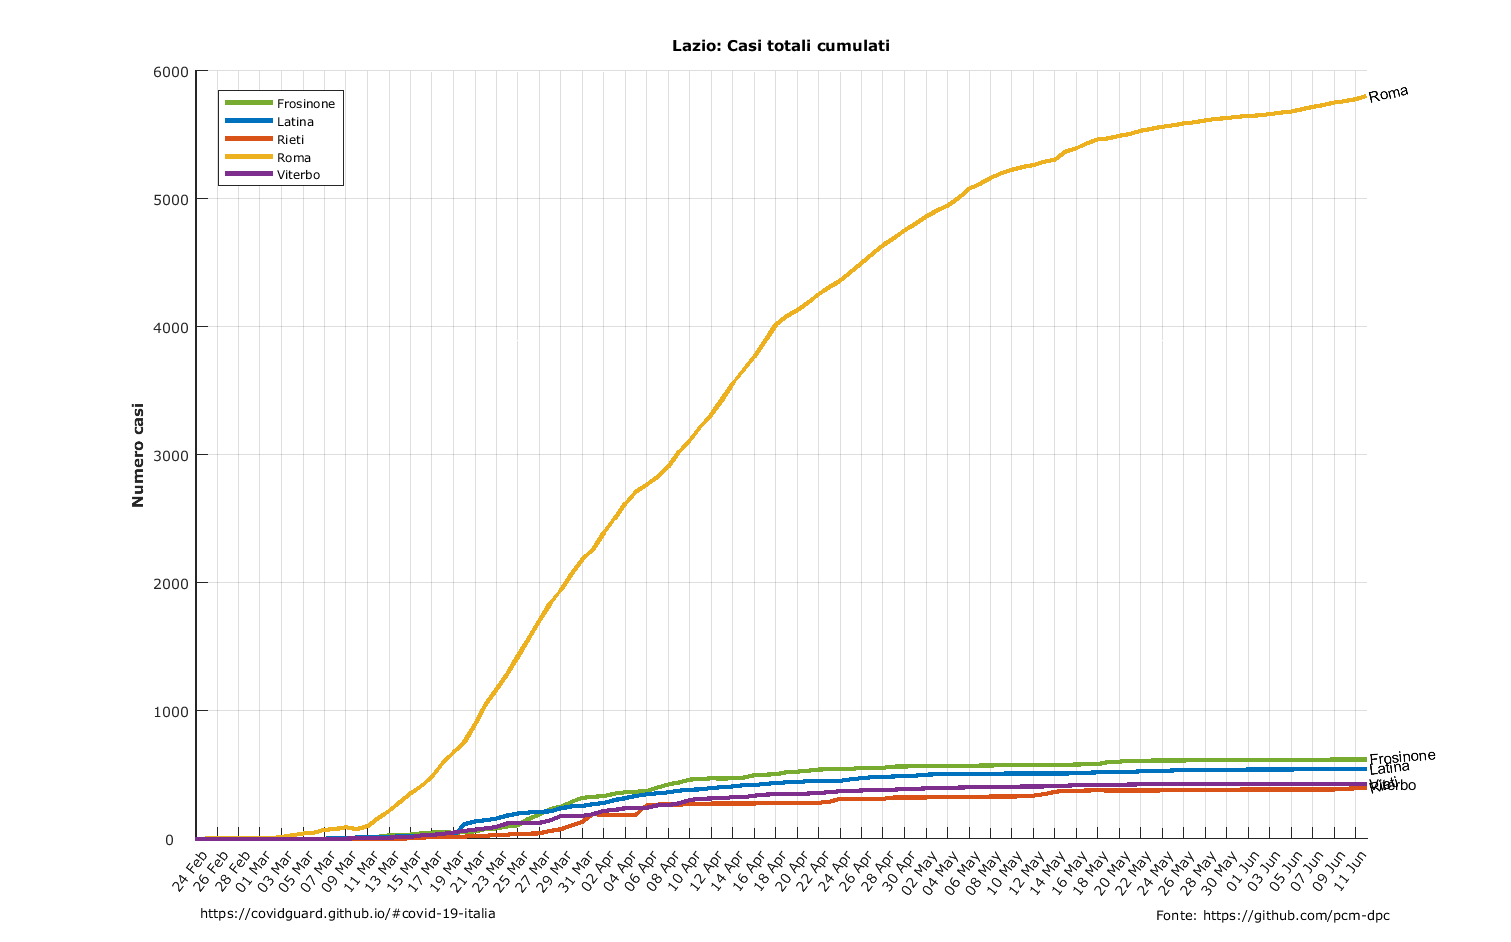 Lazio: Casi totali cumulati
6000
5000
4000
3000
2000
1000
0
Numero casi
Frosinone
Latina
Rieti
Roma
Viterbo
Roma
Frosinone
Latina
Rieti
Viterbo
24 Feb
26 Feb
28 Feb
01 Mar
03 Mar
05 Mar
07 Mar
09 Mar
11 Mar
13 Mar
15 Mar
17 Mar
19 Mar
21 Mar
23 Mar
25 Mar
27 Mar
29 Mar
31 Mar
02 Apr
04 Apr
06 Apr
08 Apr
10 Apr
12 Apr
14 Apr
16 Apr
18 Apr
20 Apr
22 Apr
24 Apr
26 Apr
28 Apr
30 Apr
02 May
04 May
06 May
08 May
10 May
12 May
14 May
16 May
18 May
20 May
22 May
24 May
26 May
28 May
30 May
01 Jun
03 Jun
05 Jun
07 Jun
09 Jun
11 Jun
https://covidguard.github.io/#covid-19-italia
Fonte: https://github.com/pcm-dpc